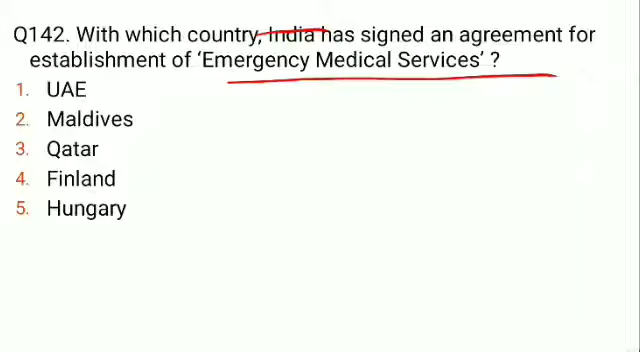 Q142. With which country, India has signed an agreement for
establishment of ‘Emergency Medical Services’ ?
1. UAE
2. Maldives
3. Qatar
4. Finland
5. Hungary